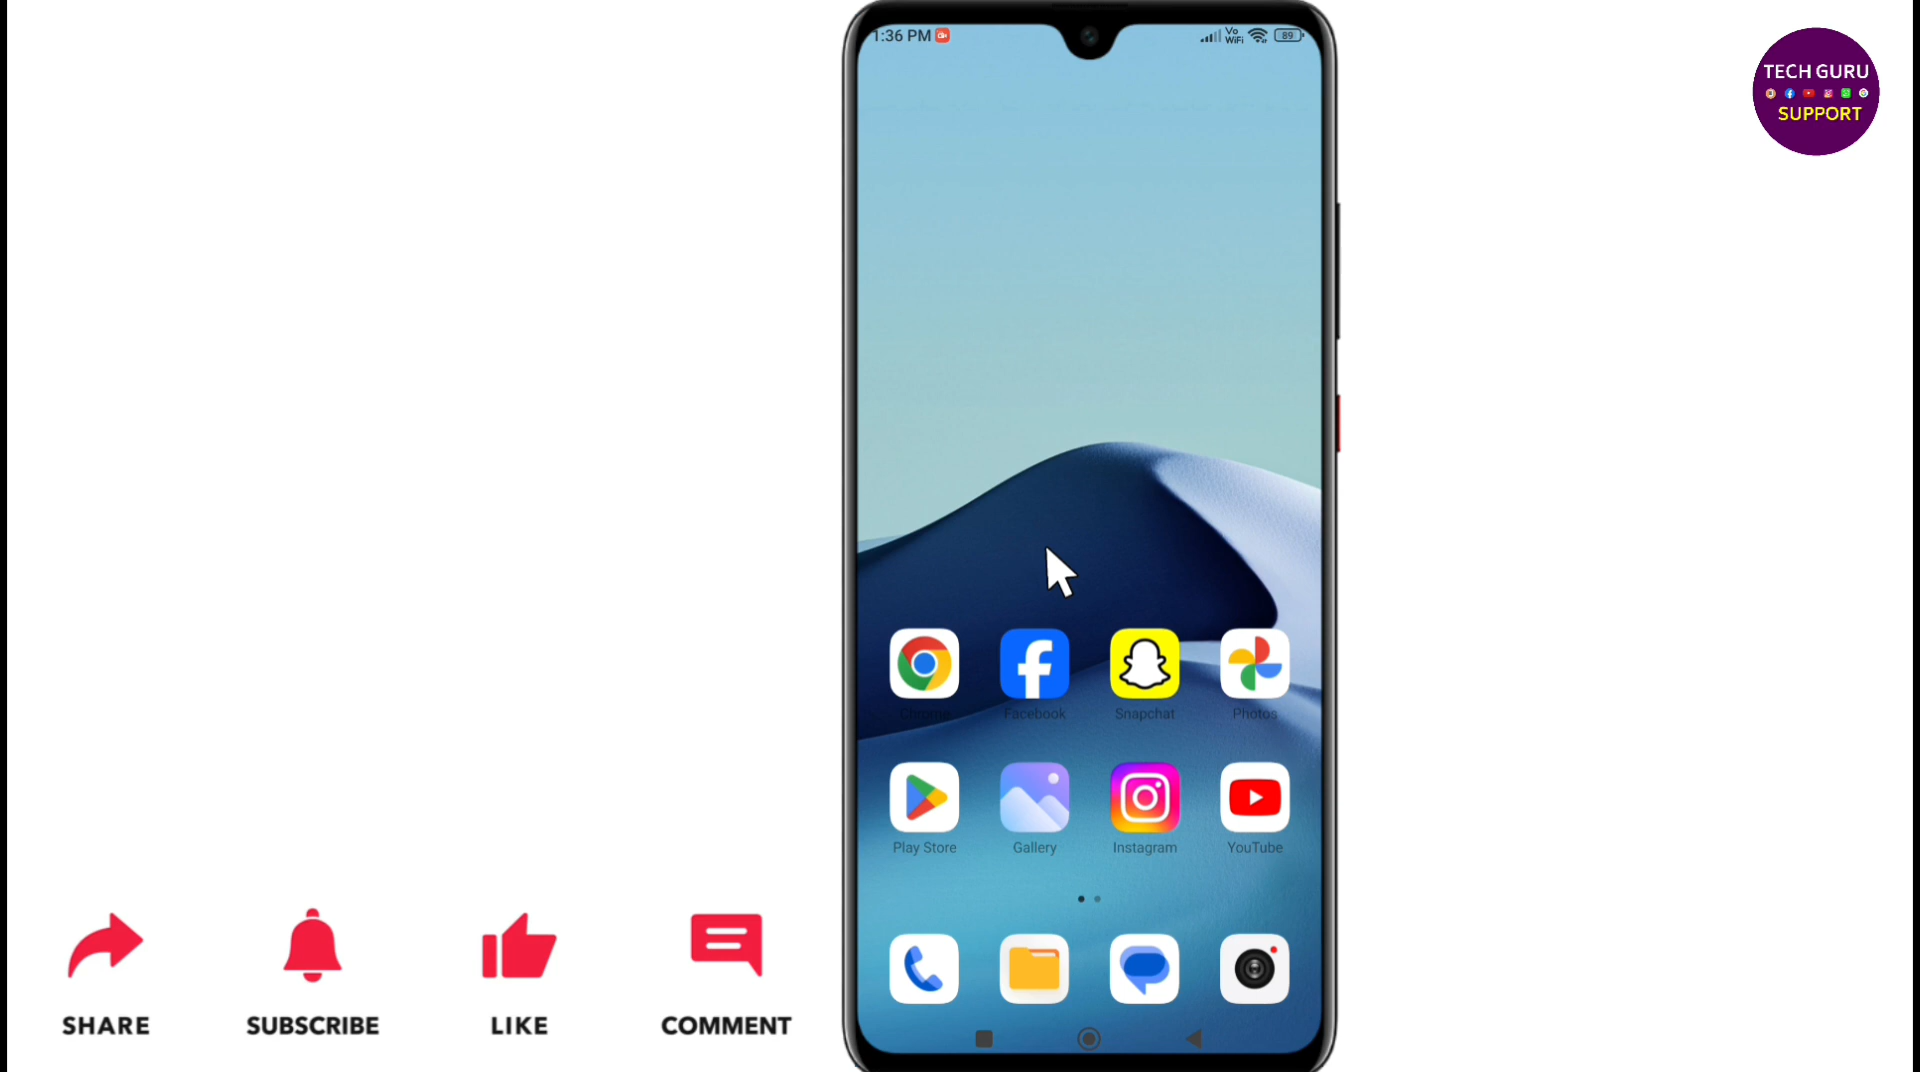 1:36 PM
Vo
WiFi
89
TECH GURU
SUPPORT
Chrome
Facebook
Snapchat
Photos
Play Store
Gallery
Instagram
YouTube
SHARE
SUBSCRIBE
LIKE
COMMENT